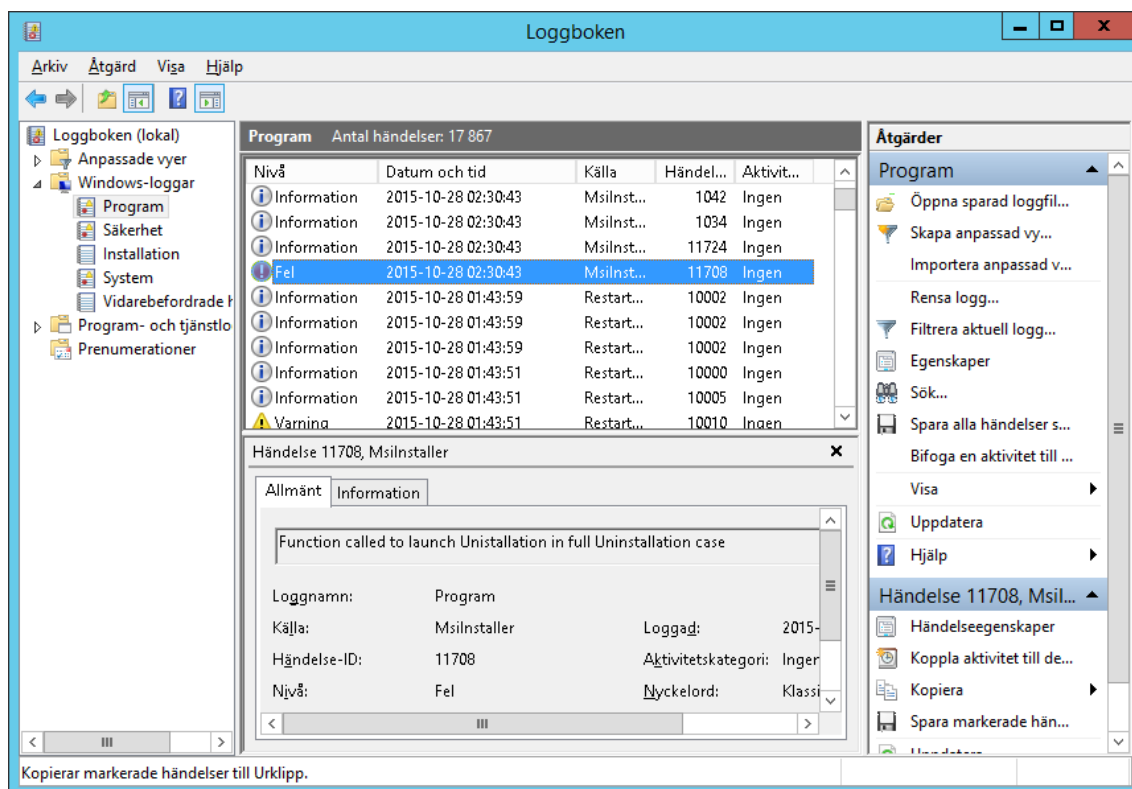 Loggboken
Arkiv Åtgärd Visa Hjälp
Loggboken (lokal)
Anpassade vyer
Windows-loggar
Program
Säkerhet
Installation
System
Vidarebefordrade h
Program- och tjänstlo
Prenumerationer
Program Antal händelser: 17 867
Nivå Datum och tid Källa Händel... Aktivit...
Information 2015-10-28 02:30:43 MsiInst... 1042 Ingen
Information 2015-10-28 02:30:43 MsiInst... 1034 Ingen
Information 2015-10-28 02:30:43 MsiInst... 11724 Ingen
Fel 2015-10-28 02:30:43 MsiInst... 11708 Ingen
Information 2015-10-28 01:43:59 Restart... 10002 Ingen
Information 2015-10-28 01:43:59 Restart... 10002 Ingen
Information 2015-10-28 01:43:59 Restart... 10002 Ingen
Information 2015-10-28 01:43:51 Restart... 10000 Ingen
Information 2015-10-28 01:43:51 Restart... 10005 Ingen
Varning 2015-10-28 01:43:51 Restart... 10010 Ingen
Händelse 11708, MsiInstaller
Allmänt Information
Function called to launch Unistallation in full Uninstallation case
Loggnamn: Program
Källa: MsiInstaller Loggad: 2015-
Händelse-ID: 11708 Aktivitetskategori: Ingen
Nivå: Fel Nyckelord: Klassi
Åtgärder
Program
Öppna sparad loggfil...
Skapa anpassad vy...
Importera anpassad v...
Rensa logg...
Filtrera aktuell logg...
Egenskaper
Sök...
Spara alla händelser s...
Bifoga en aktivitet till ...
Visa
Uppdatera
Hjälp
Händelse 11708, Msil...
Händelseegenskaper
Koppla aktivitet till de...
Kopiera
Spara markerade hän...
Uppdatera
Kopierar markerade händelser till Urklipp.